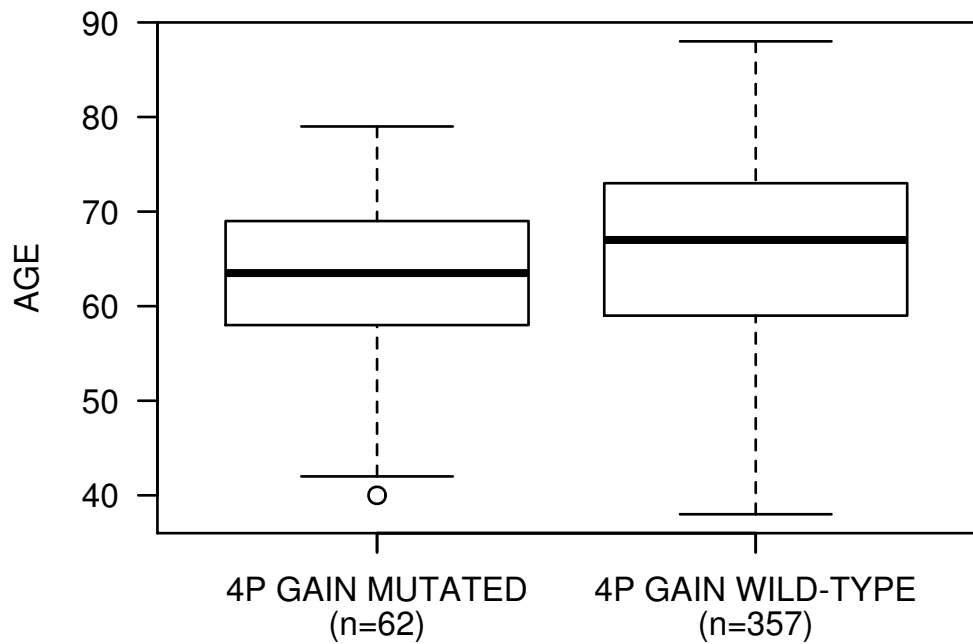 90
80
70
60
50
40
AGE
4P GAIN MUTATED
(n=62)
4P GAIN WILD-TYPE
(n=357)